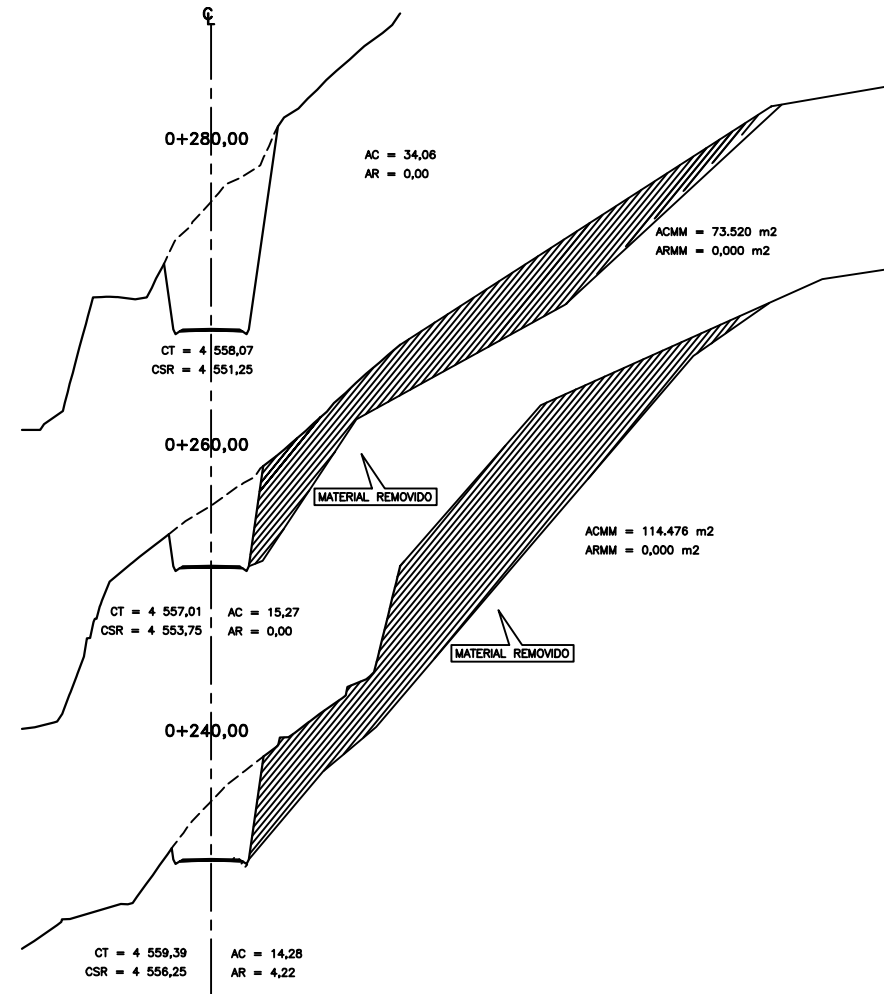 ℄
0+280,00
AC = 34,06
AR = 0,00
ACMM = 73.520 m2
ARMM = 0,000 m2
CT = 4 558,07
CSR = 4 551,25
0+260,00
MATERIAL REMOVIDO
ACMM = 114.476 m2
ARMM = 0,000 m2
CT = 4 557,01 AC = 15,27
CSR = 4 553,75 AR = 0,00
MATERIAL REMOVIDO
0+240,00
CT = 4 559,39 AC = 14,28
CSR = 4 556,25 AR = 4,22